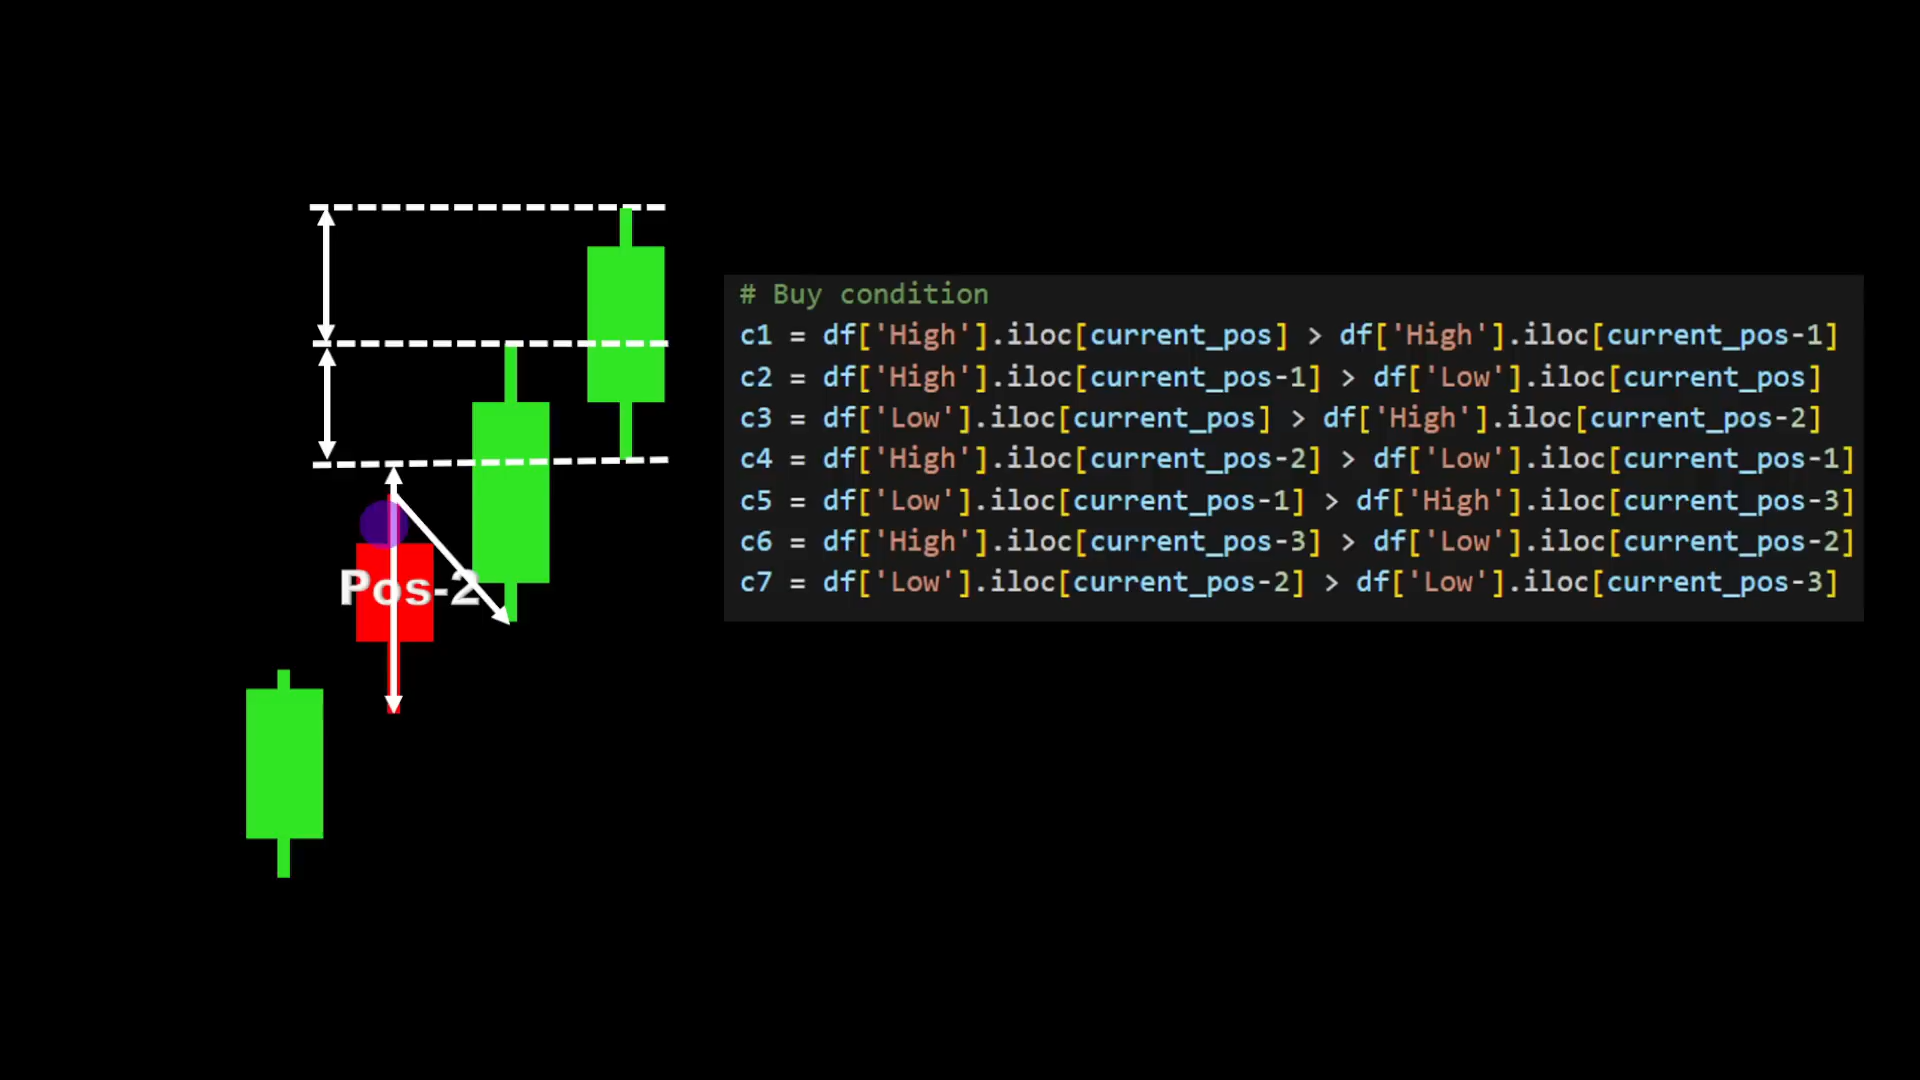 # Buy condition
c1 = df['High'].iloc[current_pos] > df['High'].iloc[current_pos-1]
c2 = df['High'].iloc[current_pos-1] > df['Low'].iloc[current_pos]
c3 = df['Low'].iloc[current_pos] > df['High'].iloc[current_pos-2]
c4 = df['High'].iloc[current_pos-2] > df['Low'].iloc[current_pos-1]
c5 = df['Low'].iloc[current_pos-1] > df['High'].iloc[current_pos-3]
c6 = df['High'].iloc[current_pos-3] > df['Low'].iloc[current_pos-2]
c7 = df['Low'].iloc[current_pos-2] > df['Low'].iloc[current_pos-3]
Pos-2